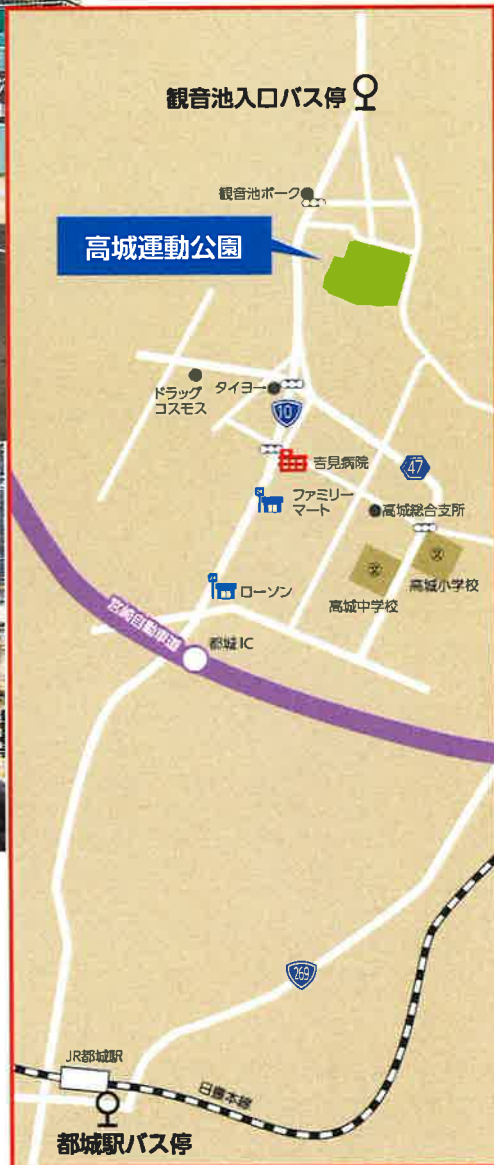 観音池入口バス停
観音池ポーク
高城運動公園
ドラッグ
コスモス
タイヨー
10
吉見病院
47
ファミリー
マート
高城総合支所
文
文
高城小学校
高城中学校
ローソン
宮崎自動車道
都城IC
269
JR都城駅
日豊本線
都城駅バス停